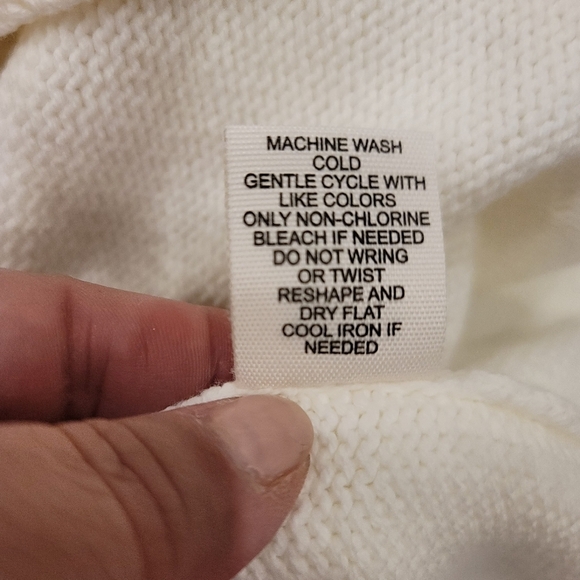 MACHINE WASH
COLD
GENTLE CYCLE WITH
LIKE COLORS
ONLY NON-CHLORINE
BLEACH IF NEEDED
DO NOT WRING
OR TWIST
RESHAPE AND
DRY FLAT
COOL IRON IF
NEEDED